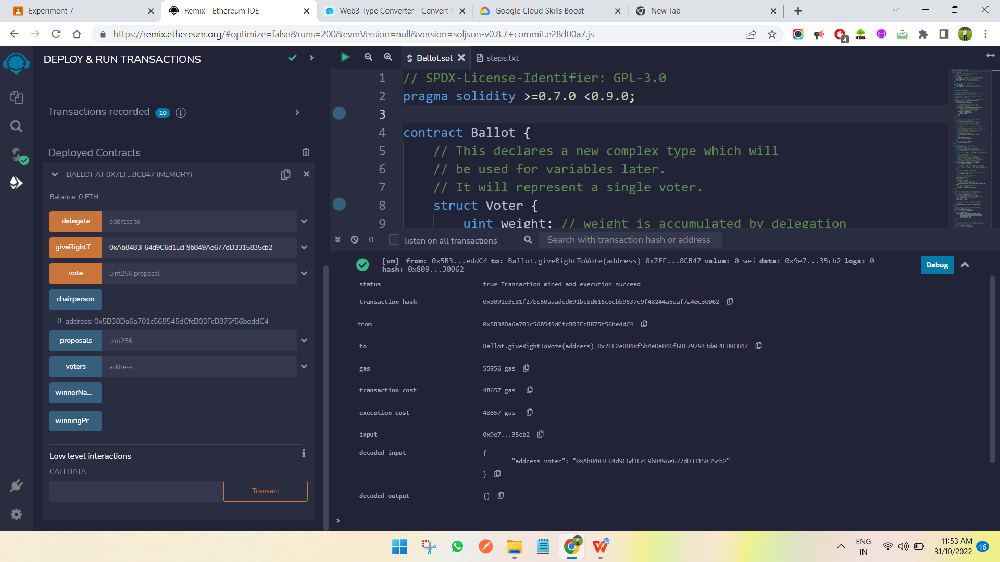 Experiment 7
Remix - Ethereum IDE
Web3 Type Converter - Convert f
Google Cloud Skills Boost
New Tab
https://remix.ethereum.org/#optimize=false&runs=200&evmVersion=null&version=soljson-v0.8.7+commit.e28d00a7.js
4
HTML
DEPLOY & RUN TRANSACTIONS
Transactions recorded 10
Deployed Contracts
BALLOT AT 0X7EF...8CB47 (MEMORY)
Balance: 0 ETH
delegate address to
giveRightT... 0xAb8483F64d9C6d1EcF9b849Ae677dD3315835cb2
vote uint256 proposal
chairperson
0: address: 0x5B38Da6a701c568545dCfcB03FcB875f56beddC4
proposals uint256
voters address
winnerNa...
winningPr...
Low level interactions
CALLDATA
Transact
Ballot.sol
steps.txt
1 // SPDX-License-Identifier: GPL-3.0
2 pragma solidity >=0.7.0 <0.9.0;
3
4 contract Ballot {
5 // This declares a new complex type which will
6 // be used for variables later.
7 // It will represent a single voter.
8 struct Voter {
9 uint weight; // weight is accumulated by delegation
0 listen on all transactions Search with transaction hash or address
[vm] from: 0x5B3...eddC4 to: Ballot.giveRightToVote(address) 0x7EF...8CB47 value: 0 wei data: 0x9e7...35cb2 logs: 0
hash: 0x809...30062
Debug
status true Transaction mined and execution succeed
transaction hash 0x8091e3c81f27bc50aaadcd691bc8d616c8ebb9537c9f48244a5eaf7a40e30062
from 0x5B38Da6a701c568545dCfcB03FcB875f56beddC4
to Ballot.giveRightToVote(address) 0x7EF2e0048f5bAeDe046f6BF797943daF4ED8CB47
gas 55956 gas
transaction cost 48657 gas
execution cost 48657 gas
input 0x9e7...35cb2
decoded input {
"address voter": "0xAb8483F64d9C6d1EcF9b849Ae677dD3315835cb2"
}
decoded output {}
>
ENG
IN
11:53 AM
31/10/2022
16